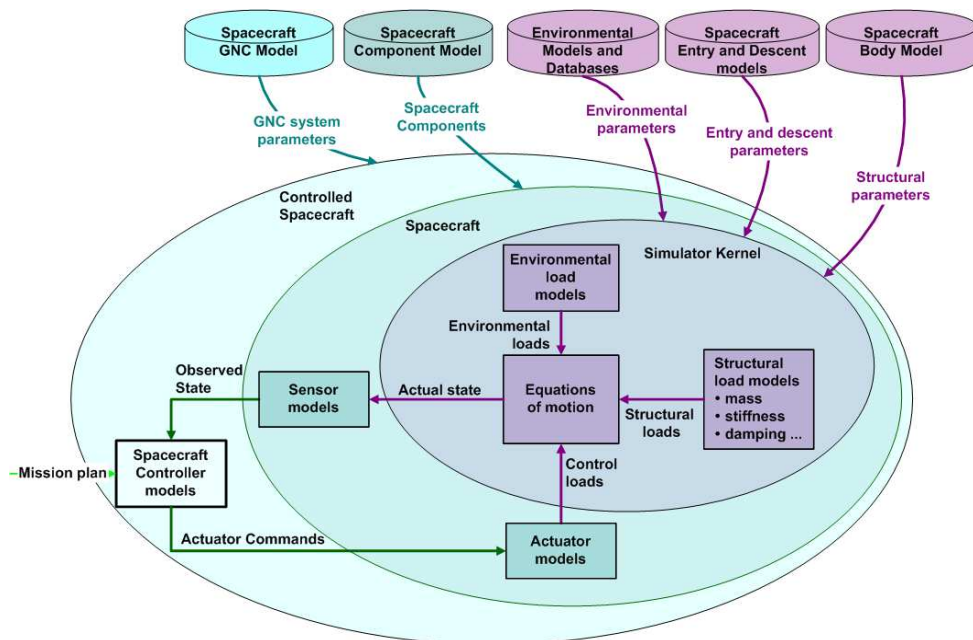 Spacecraft
GNC Model
Spacecraft
Component Model
Environmental
Models and
Databases
Spacecraft
Entry and Descent
models
Spacecraft
Body Model
GNC system
parameters
Spacecraft
Components
Environmental
parameters
Entry and descent
parameters
Structural
parameters
Controlled
Spacecraft
Spacecraft
Simulator Kernel
Environmental
load
models
Environmental
loads
Observed
State
Sensor
models
Actual state
Equations
of motion
Structural
loads
Structural
load models
• mass
• stiffness
• damping ...
Mission plan
Spacecraft
Controller
models
Control
loads
Actuator Commands
Actuator
models